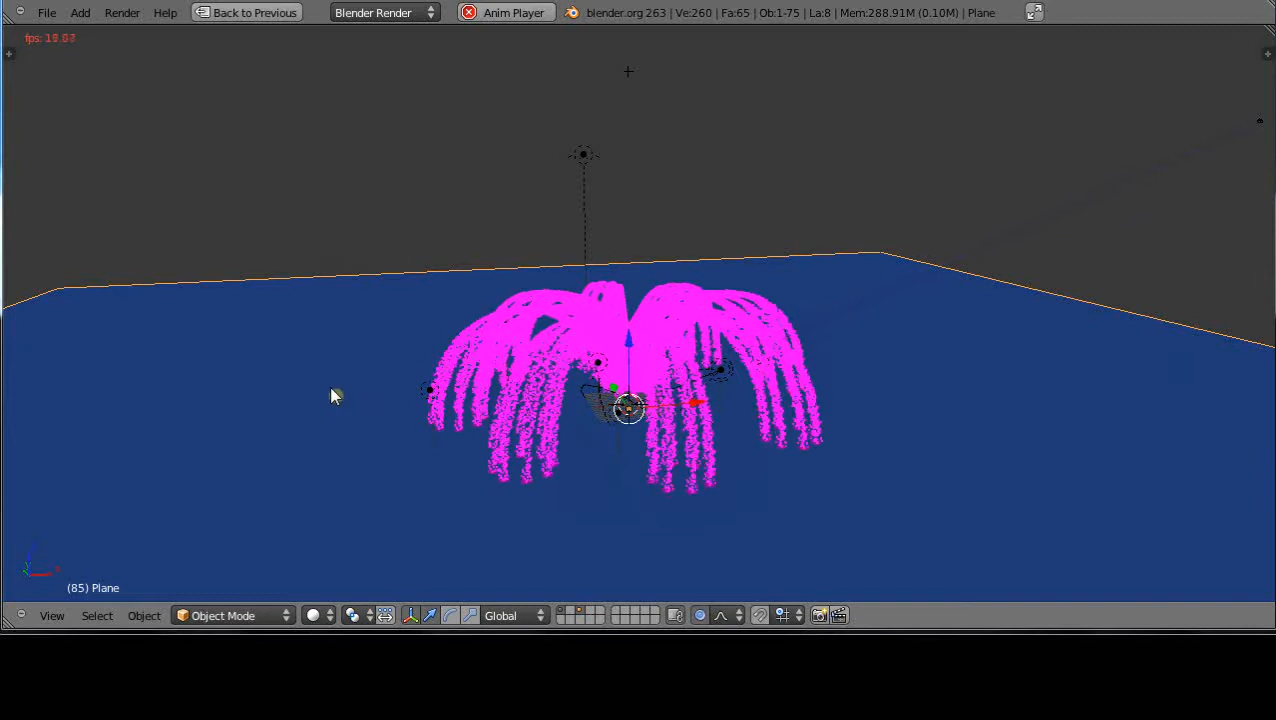 File Add Render Help Back to Previous Blender Render Anim Player blender.org 263 | Ve:260 | Fa:65 | Ob:1-75 | La:8 | Mem:288.91M (0.10M) | Plane
fps:
(85) Plane
View Select Object Object Mode Global